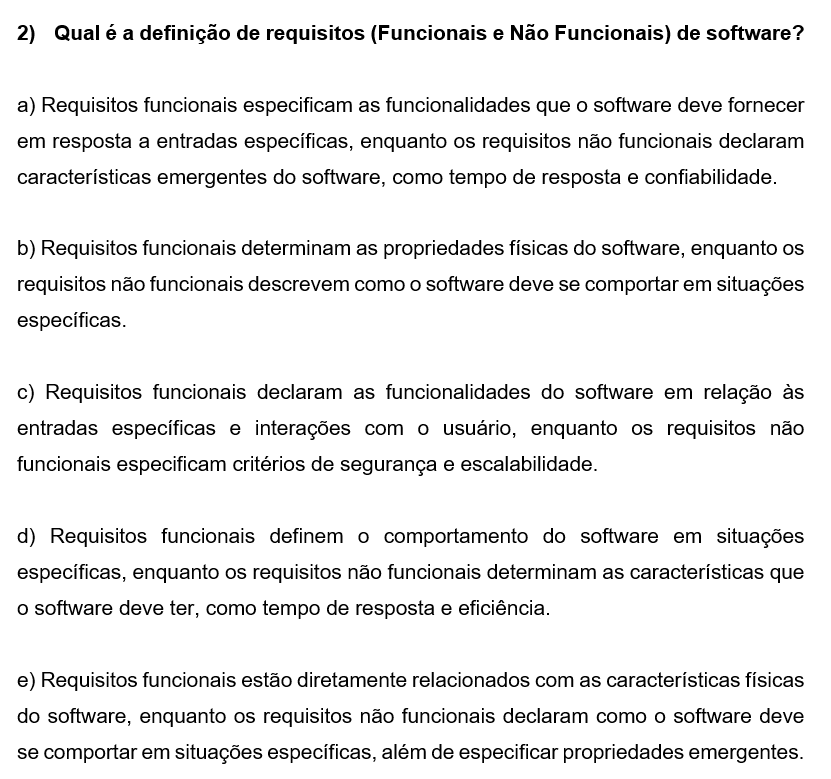 2) Qual é a definição de requisitos (Funcionais e Não Funcionais) de software?
a) Requisitos funcionais especificam as funcionalidades que o software deve fornecer
em resposta a entradas específicas, enquanto os requisitos não funcionais declaram
características emergentes do software, como tempo de resposta e confiabilidade.
b) Requisitos funcionais determinam as propriedades físicas do software, enquanto os
requisitos não funcionais descrevem como o software deve se comportar em situações
específicas.
c) Requisitos funcionais declaram as funcionalidades do software em relação às
entradas específicas e interações com o usuário, enquanto os requisitos não
funcionais especificam critérios de segurança e escalabilidade.
d) Requisitos funcionais definem o comportamento do software em situações
específicas, enquanto os requisitos não funcionais determinam as características que
o software deve ter, como tempo de resposta e eficiência.
e) Requisitos funcionais estão diretamente relacionados com as características físicas
do software, enquanto os requisitos não funcionais declaram como o software deve
se comportar em situações específicas, além de especificar propriedades emergentes.